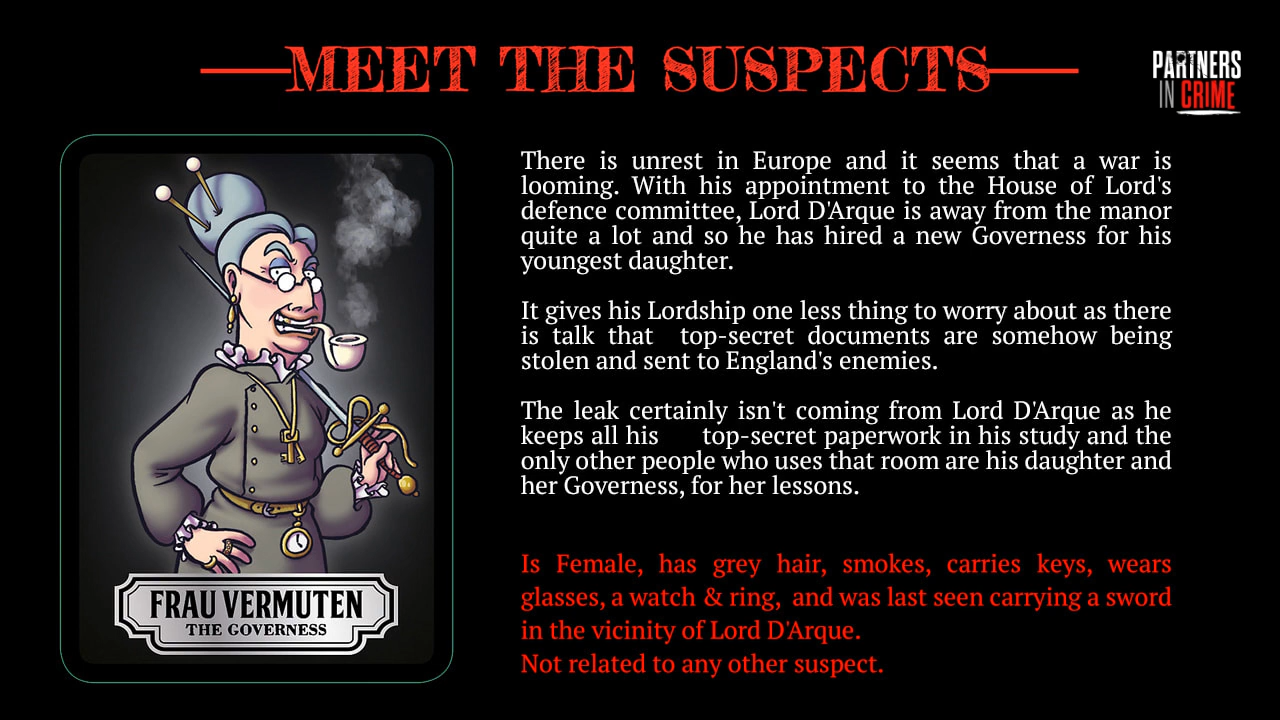 MEET THE SUSPECTS
PARTNERS
IN CRIME
There is unrest in Europe and it seems that a war is
looming. With his appointment to the House of Lord's
defence committee, Lord D'Arque is away from the manor
quite a lot and so he has hired a new Governess for his
youngest daughter.
It gives his Lordship one less thing to worry about as there
is talk that top-secret documents are somehow being
stolen and sent to England's enemies.
The leak certainly isn't coming from Lord D'Arque as he
keeps all his top-secret paperwork in his study and the
only other people who uses that room are his daughter and
her Governess, for her lessons.
Is Female, has grey hair, smokes, carries keys, wears
glasses, a watch & ring, and was last seen carrying a sword
in the vicinity of Lord D'Arque.
Not related to any other suspect.
FRAU VERMUTEN
THE GOVERNESS